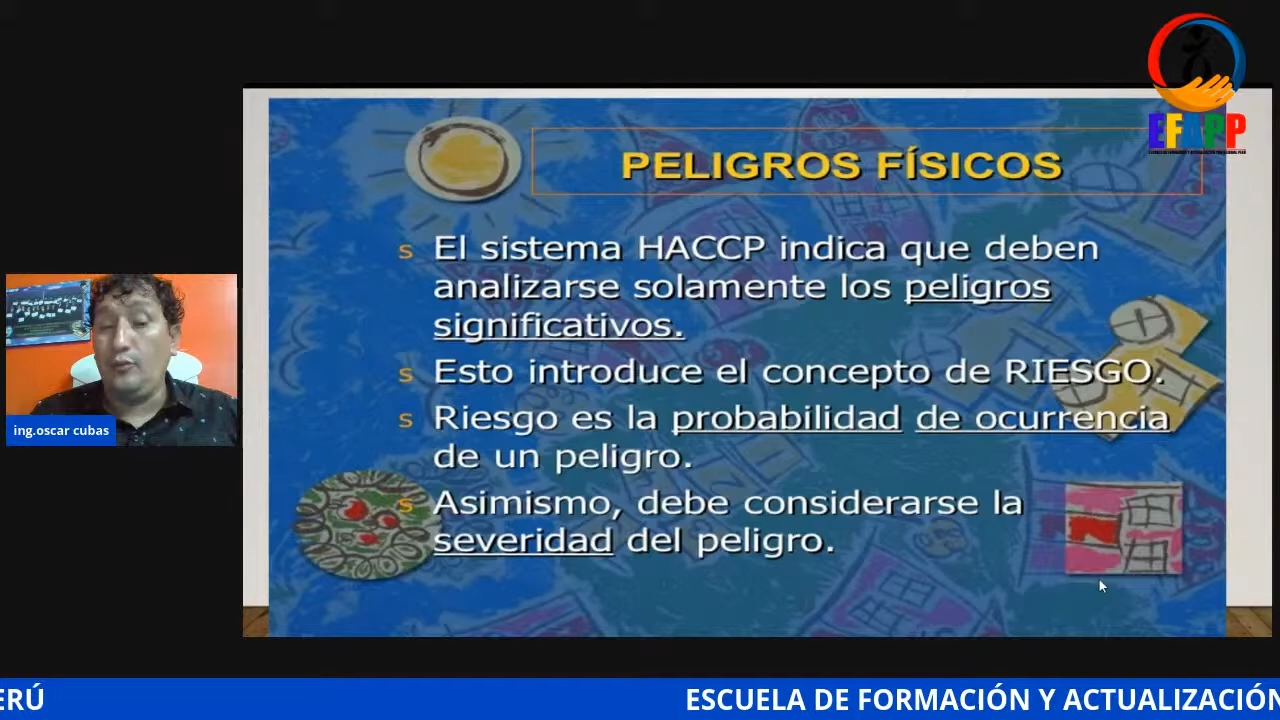 EFAPP
PELIGROS FÍSICOS
s El sistema HACCP indica que deben
analizarse solamente los peligros
significativos.
s Esto introduce el concepto de RIESGO.
s Riesgo es la probabilidad de ocurrencia
de un peligro.
s Asimismo, debe considerarse la
severidad del peligro.
ing.oscar cubas
ERÚ
ESCUELA DE FORMACIÓN Y ACTUALIZACIÓN